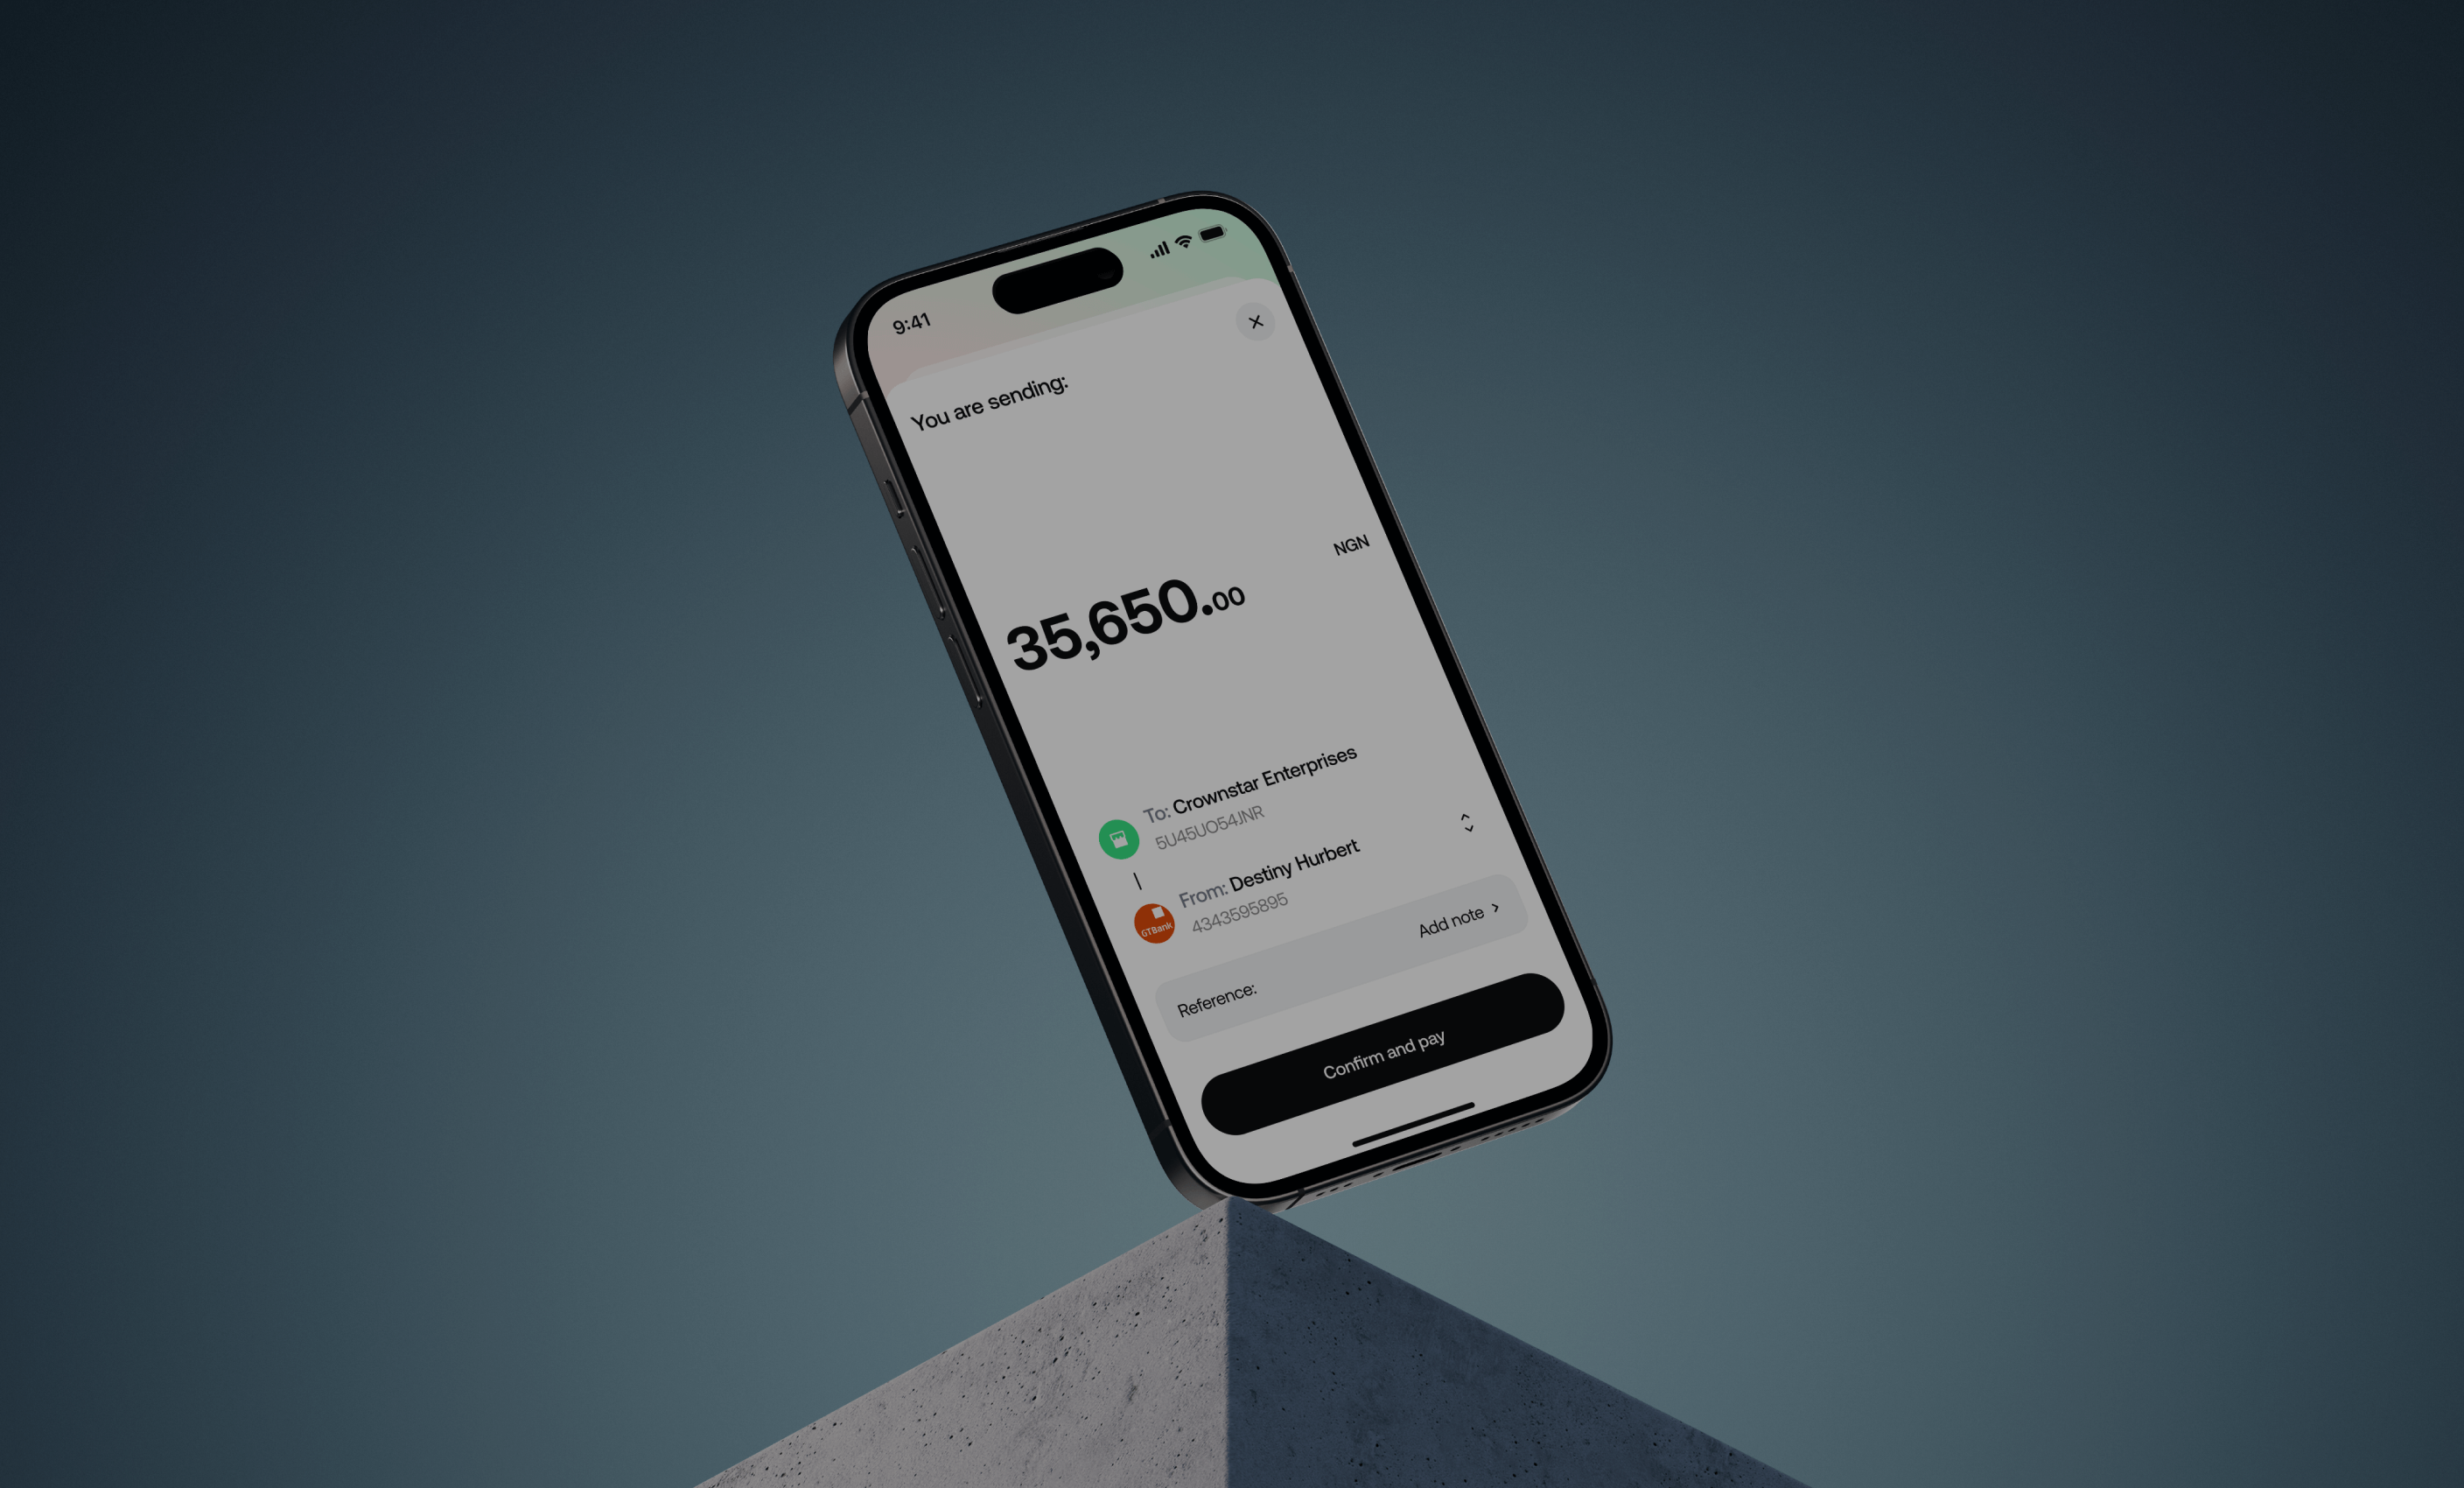 9:41
You are sending:
NGN
35,650.00
To: Crownstar Enterprises
5U45UO54JNR
From: Destiny Hurbert
4343595895
GTBank
Add note
Reference:
Confirm and pay